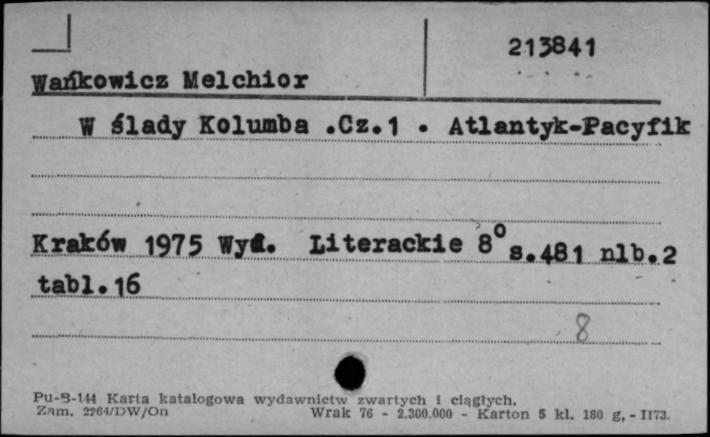 213841
Wańkowicz Melchior
W ślady Kolumba .Cz.1 . Atlantyk-Pacyfik
Kraków 1975 Wyd. Literackie 8° s.481 nlb.2
tabl.16
8
Pu-B-144 Karta katalogowa wydawnictw zwartych i ciągłych.
Zam. 2264/DW/On Wrak 76 - 2.300.000 - Karton 5 kl. 180 g, - II73.